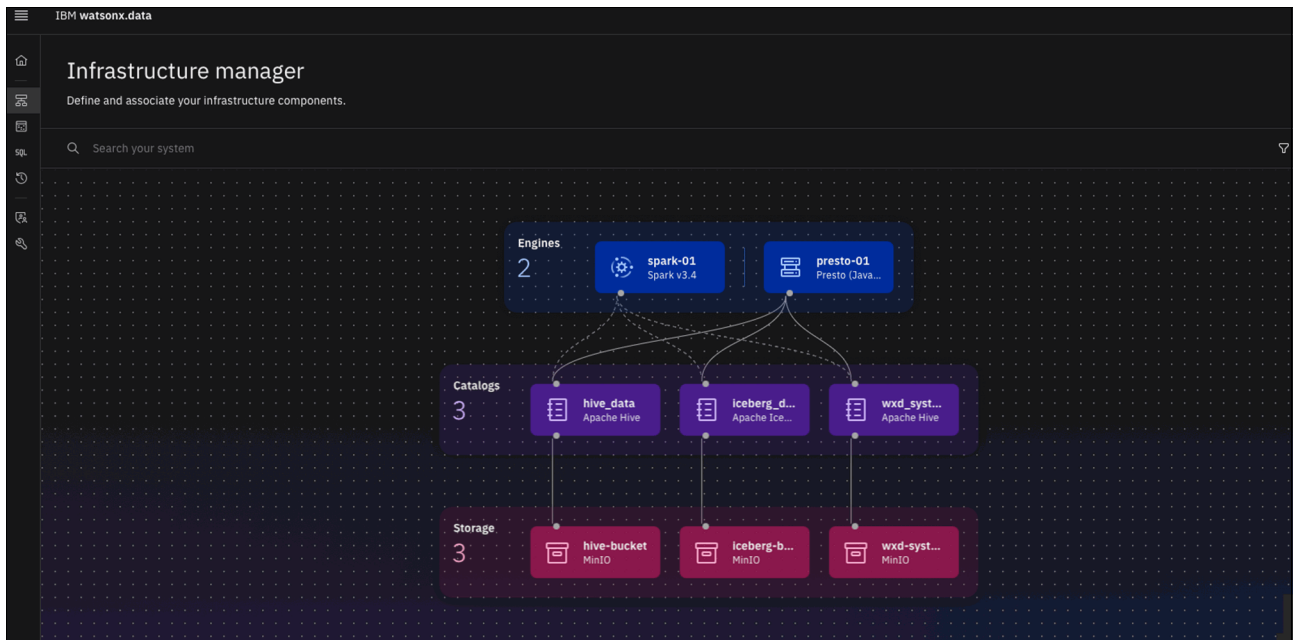 IBM watsonx.data
Infrastructure manager
Define and associate your infrastructure components.
SQL
Search your system
Engines
2
spark-01
Spark v3.4
presto-01
Presto (Java...
Catalogs
3
hive_data
Apache Hive
iceberg_d...
Apache Ice...
wxd_syst...
Apache Hive
Storage
3
hive-bucket
MinIO
iceberg-b...
MinIO
wxd-syst...
MinIO